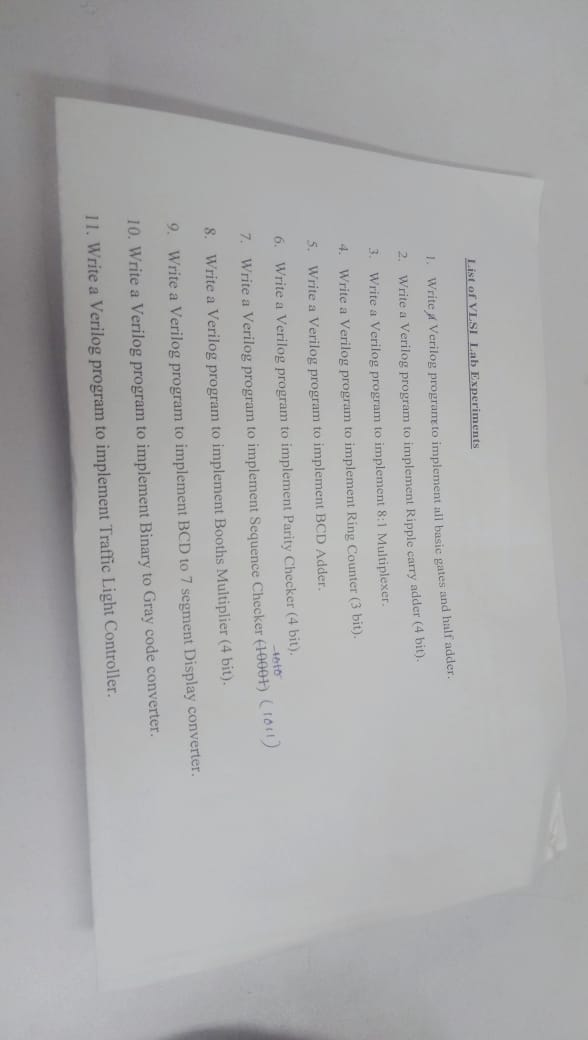 List of VLSI Lab Experiments
1. Write a Verilog program to implement all basic gates and half adder.
2. Write a Verilog program to implement Ripple carry adder (4 bit).
3. Write a Verilog program to implement 8:1 Multiplexer.
4. Write a Verilog program to implement Ring Counter (3 bit).
5. Write a Verilog program to implement BCD Adder.
6. Write a Verilog program to implement Parity Checker (4 bit).
1010
7. Write a Verilog program to implement Sequence Checker (10001) (1011)
8. Write a Verilog program to implement Booths Multiplier (4 bit).
9. Write a Verilog program to implement BCD to 7 segment Display converter.
10. Write a Verilog program to implement Binary to Gray code converter.
11. Write a Verilog program to implement Traffic Light Controller.